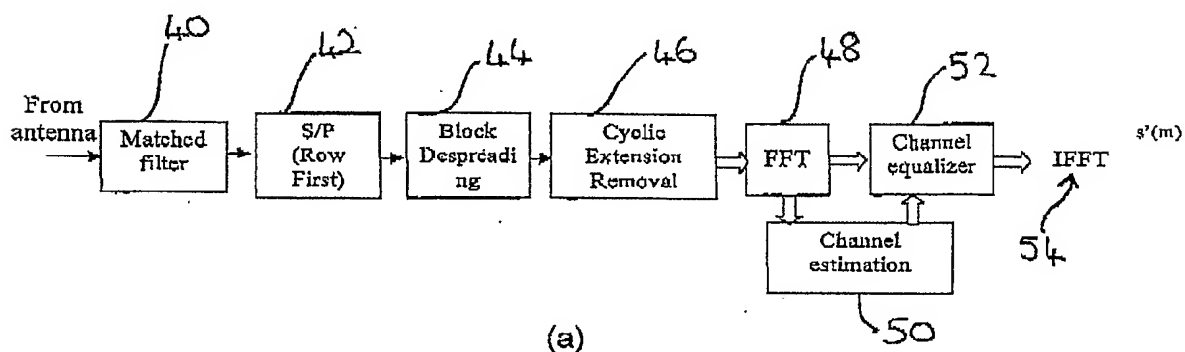 40
42
44
46
48
52
From
antenna
Matched
filter
S/P
(Row
First)
Block
Despreadi
ng
Cyclic
Extension
Removal
FFT
Channel
equalizer
IFFT
s'(m)
54
Channel
estimation
50
(a)